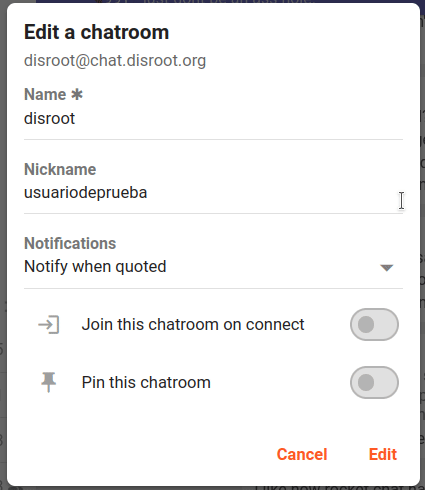 Edit a chatroom
disroot@chat.disroot.org
Name ✱
disroot
Nickname
usuariodeprueba
Notifications
Notify when quoted
Join this chatroom on connect
Pin this chatroom
Cancel Edit